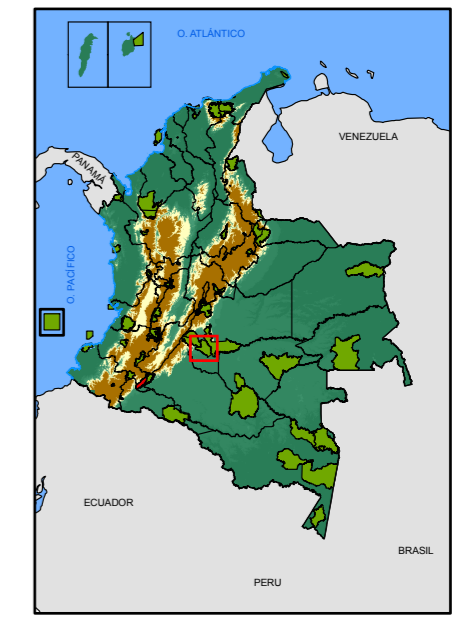 O. ATLÁNTICO
VENEZUELA
PANAMÁ
O. PACÍFICO
ECUADOR
BRASIL
PERU